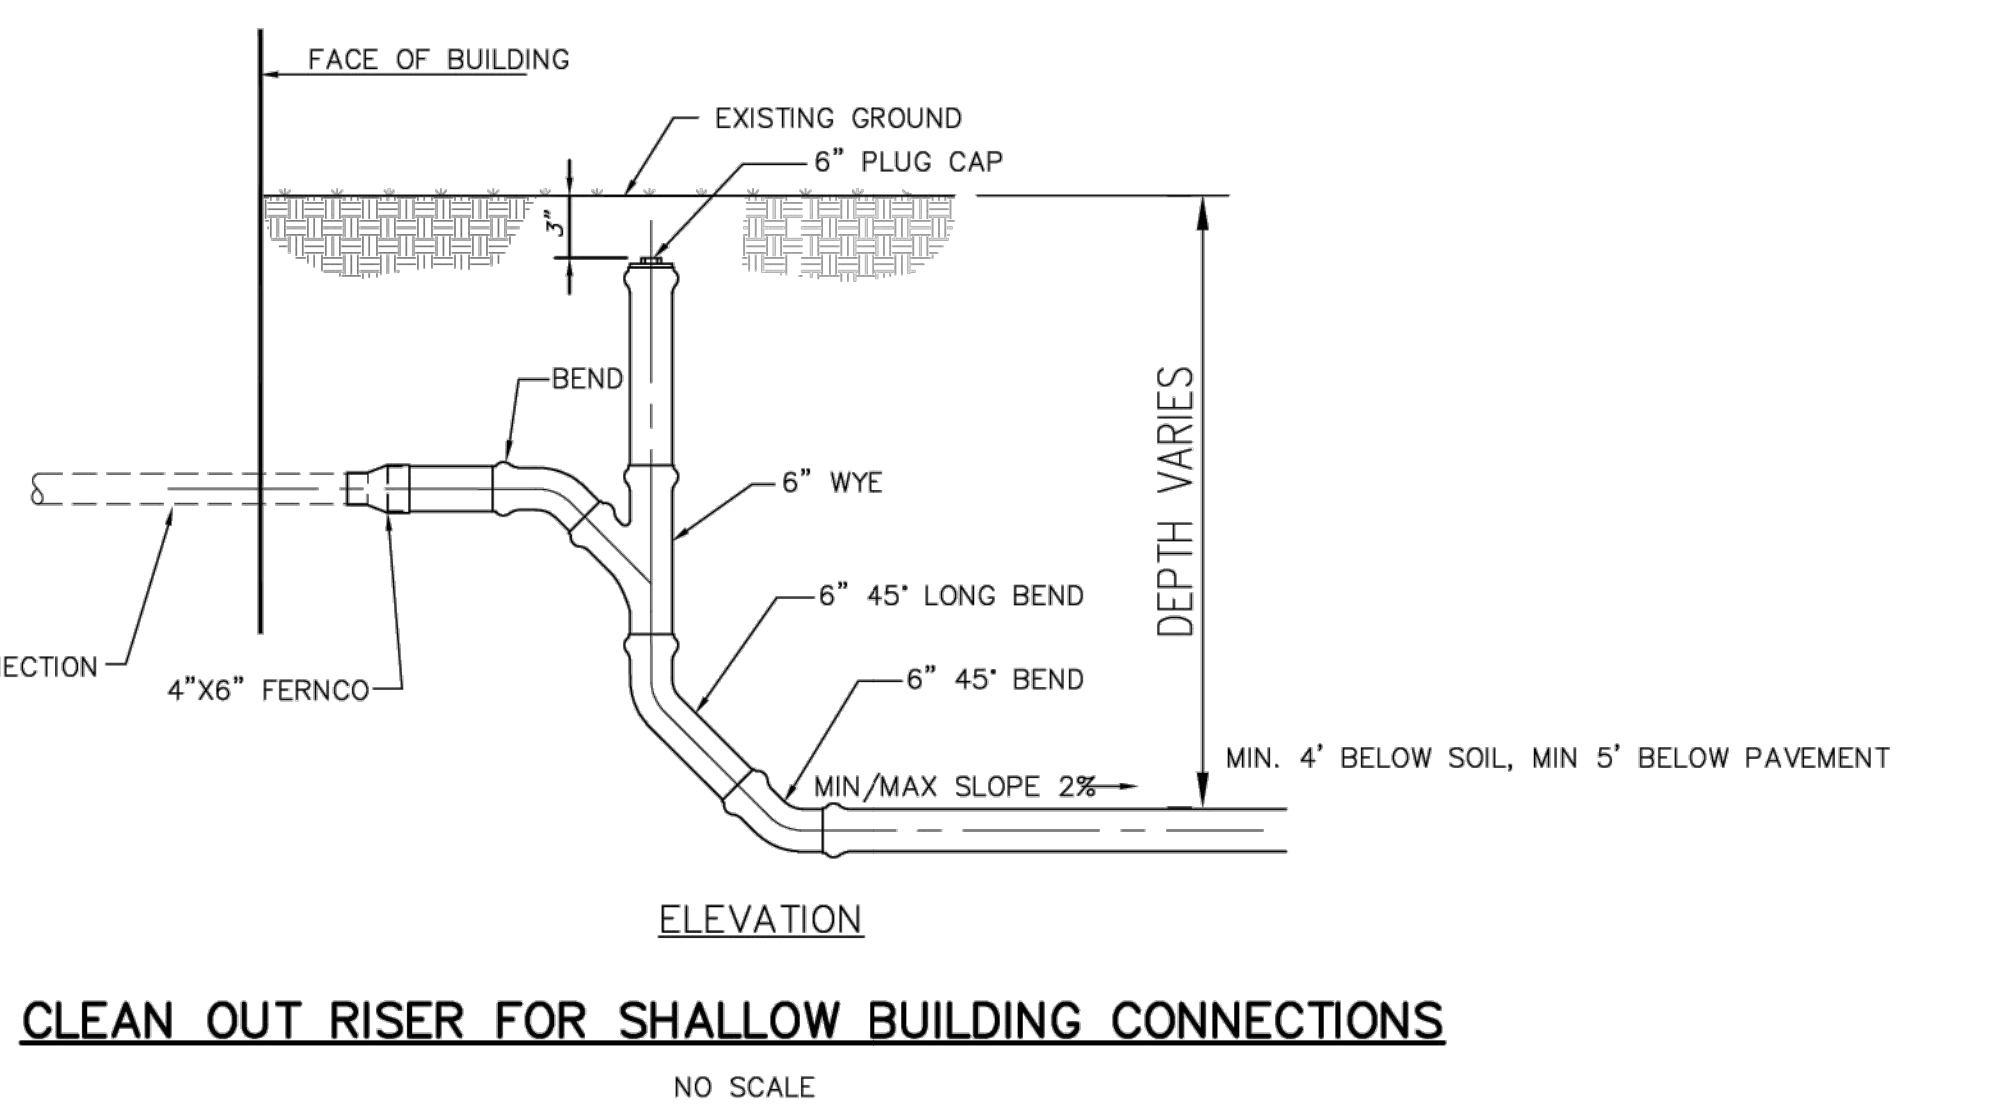 FACE OF BUILDING
EXISTING GROUND
6” PLUG CAP
3”
BEND
6” WYE
DEPTH VARIES
6” 45° LONG BEND
ECTION
4”X6” FERNCO
6” 45° BEND
MIN. 4’ BELOW SOIL, MIN 5’ BELOW PAVEMENT
MIN/MAX SLOPE 2%
ELEVATION
CLEAN OUT RISER FOR SHALLOW BUILDING CONNECTIONS
NO SCALE